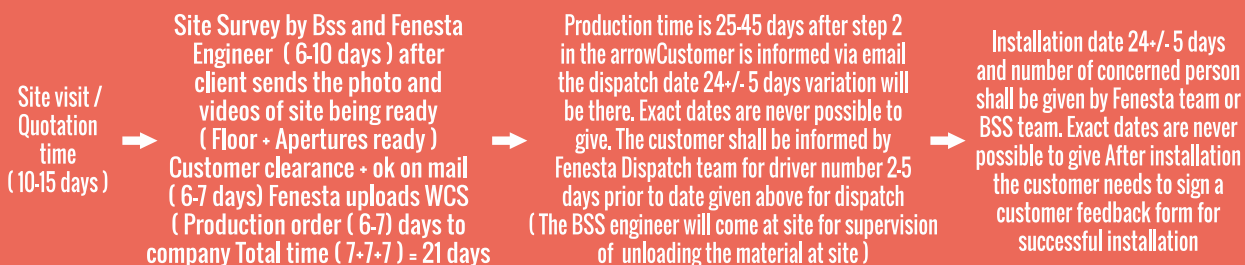 Site visit /
Quotation
time
( 10-15 days )
Site Survey by Bss and Fenesta
Engineer ( 6-10 days ) after
client sends the photo and
videos of site being ready
( Floor + Apertures ready )
Customer clearance + ok on mail
( 6-7 days) Fenesta uploads WCS
( Production order ( 6-7) days to
company Total time ( 7+7+7 ) = 21 days
Production time is 25-45 days after step 2
in the arrowCustomer is informed via email
the dispatch date 24+/- 5 days variation will
be there. Exact dates are never possible to
give. The customer shall be informed by
Fenesta Dispatch team for driver number 2-5
days prior to date given above for dispatch
( The BSS engineer will come at site for supervision
of unloading the material at site )
Installation date 24+/- 5 days
and number of concerned person
shall be given by Fenesta team or
BSS team. Exact dates are never
possible to give After installation
the customer needs to sign a
customer feedback form for
successful installation